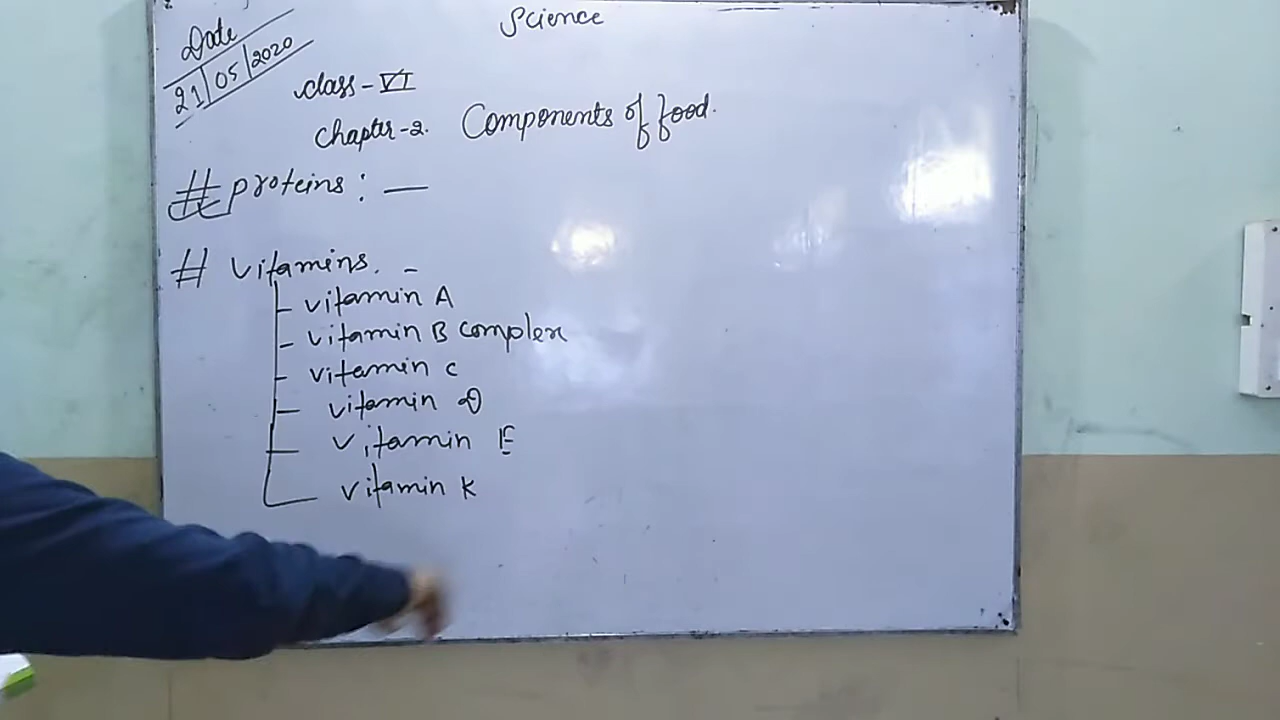 Science
Date
21/05/2020
class-VI
Chapter-2. Components of food.
# proteins: —
# vitamins. -
vitamin A
vitamin B complex
vitamin c
vitamin D
vitamin E
vitamin K